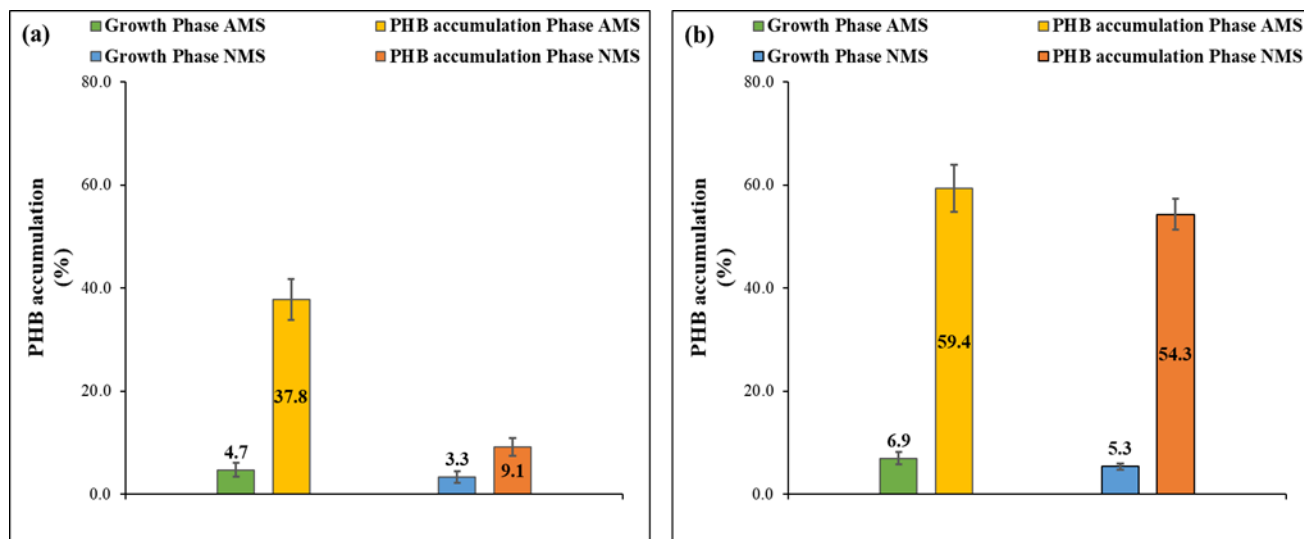 (a)
Growth Phase AMS
PHB accumulation Phase AMS
Growth Phase NMS
PHB accumulation Phase NMS
80.0
60.0
40.0
20.0
0.0
PHB accumulation
(%)
4.7
37.8
3.3
9.1
(b)
Growth Phase AMS
PHB accumulation Phase AMS
Growth Phase NMS
PHB accumulation Phase NMS
80.0
60.0
40.0
20.0
0.0
PHB accumulation
(%)
6.9
59.4
5.3
54.3